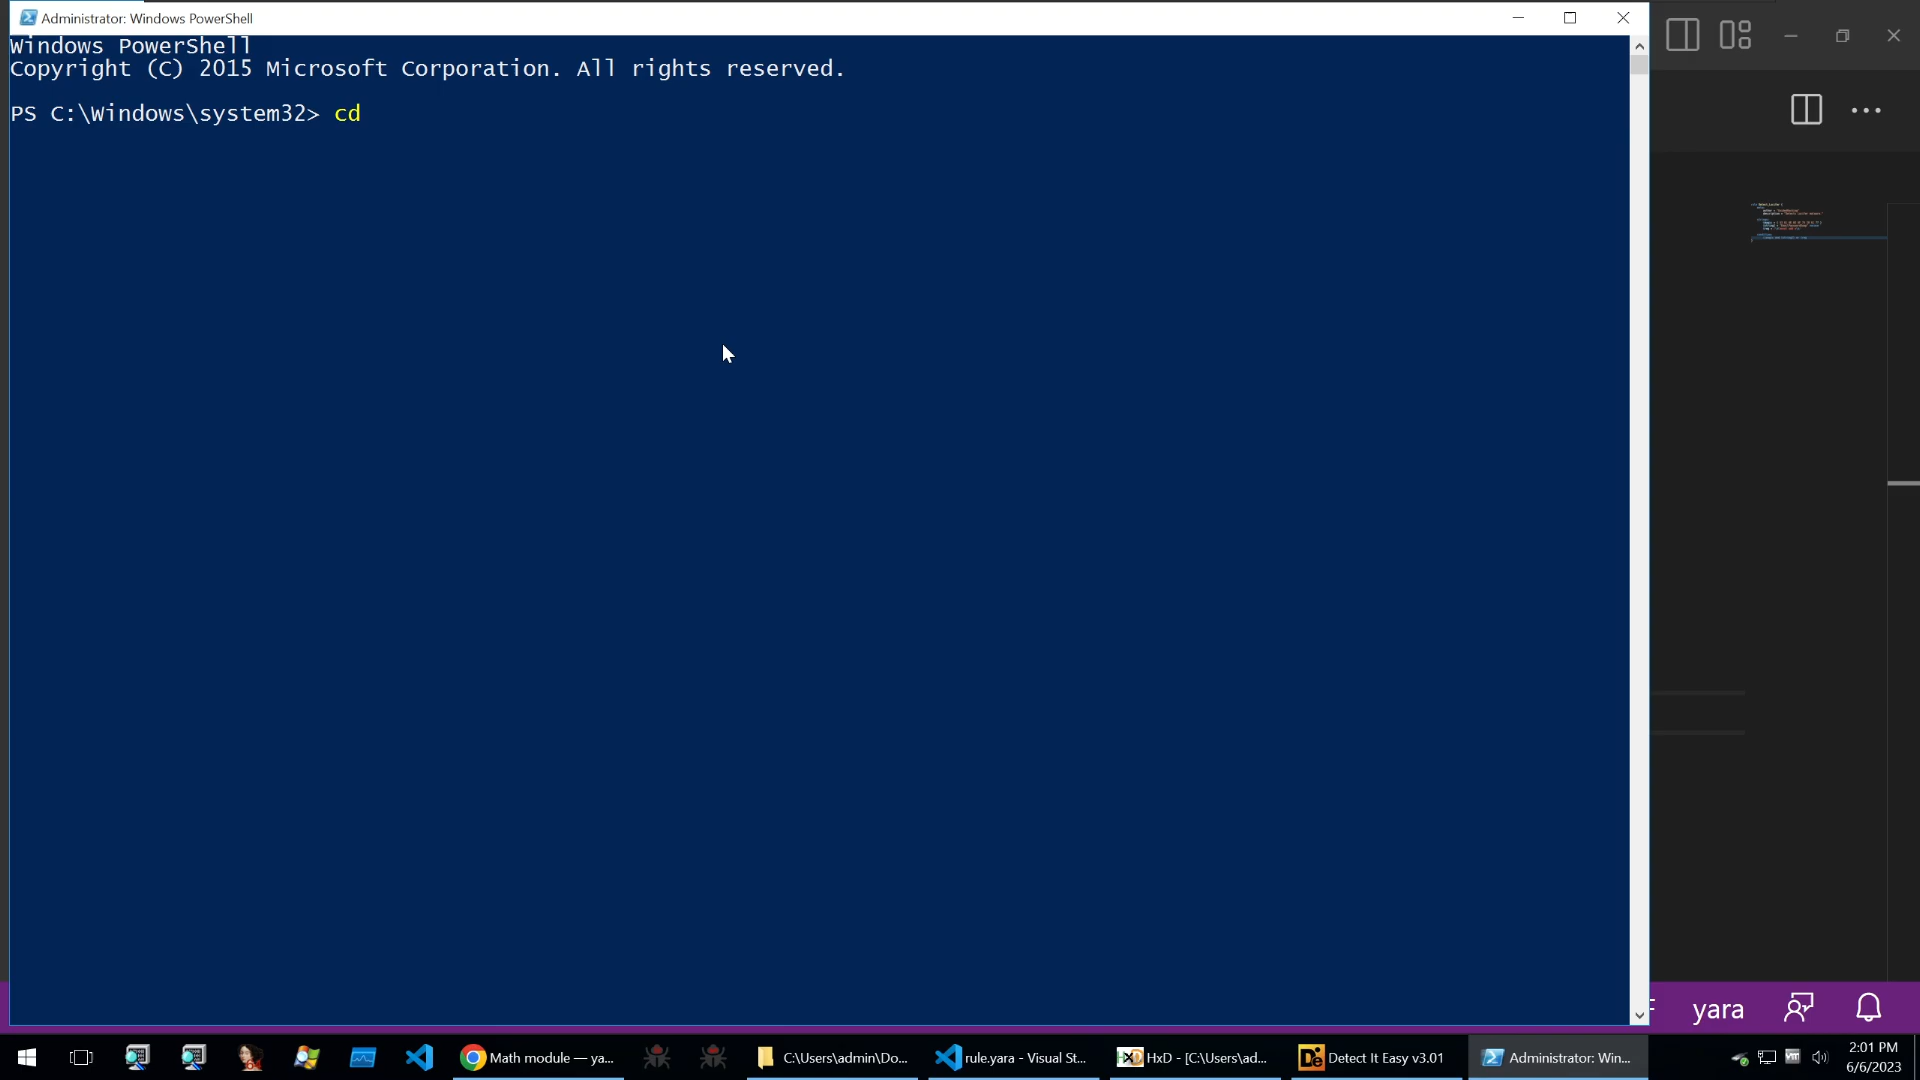 Administrator: Windows PowerShell
Windows PowerShell
Copyright (C) 2015 Microsoft Corporation. All rights reserved.
PS C:\Windows\system32> cd
yara
Math module — ya...
C:\Users\admin\Do...
rule.yara - Visual St...
HxD - [C:\Users\ad...
Detect It Easy v3.01
Administrator: Win...
2:01 PM
6/6/2023